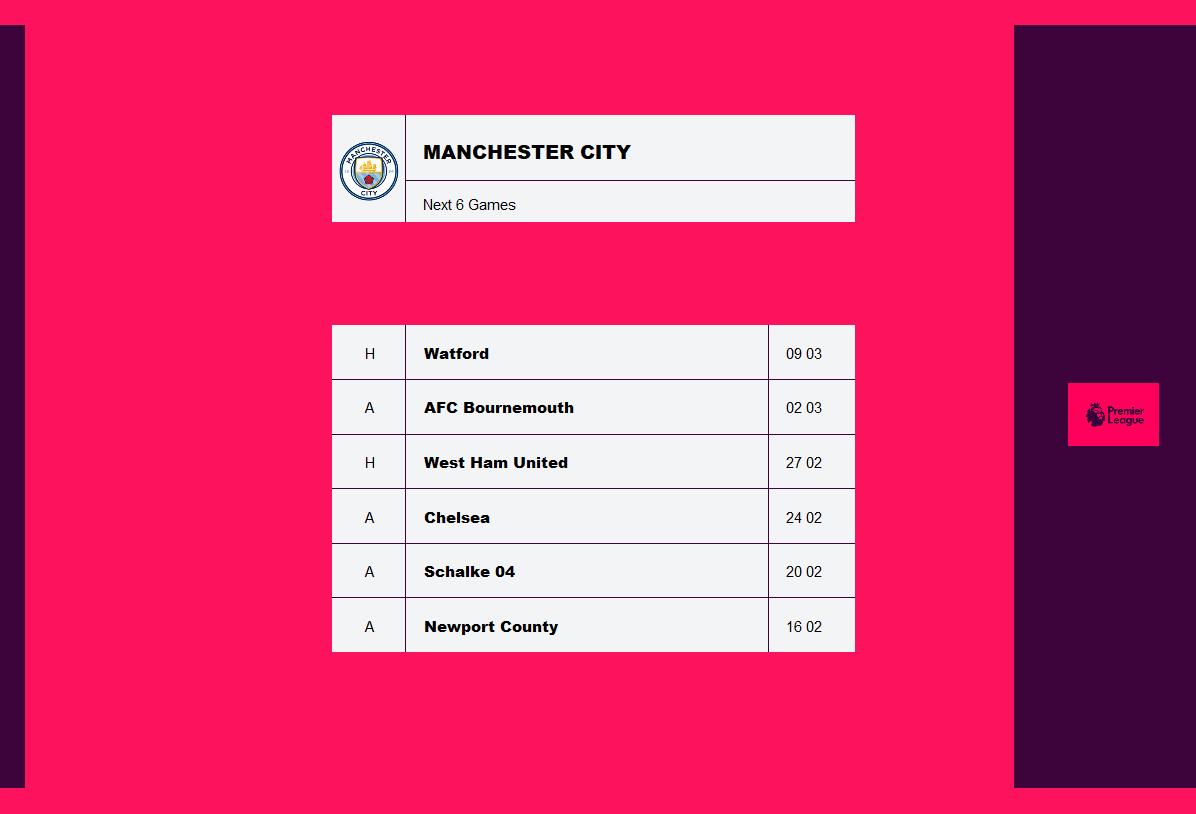 MANCHESTER CITY
MANCHESTER
CITY
Next 6 Games
H Watford 09 03
A AFC Bournemouth 02 03
H West Ham United 27 02
A Chelsea 24 02
A Schalke 04 20 02
A Newport County 16 02
Premier
League